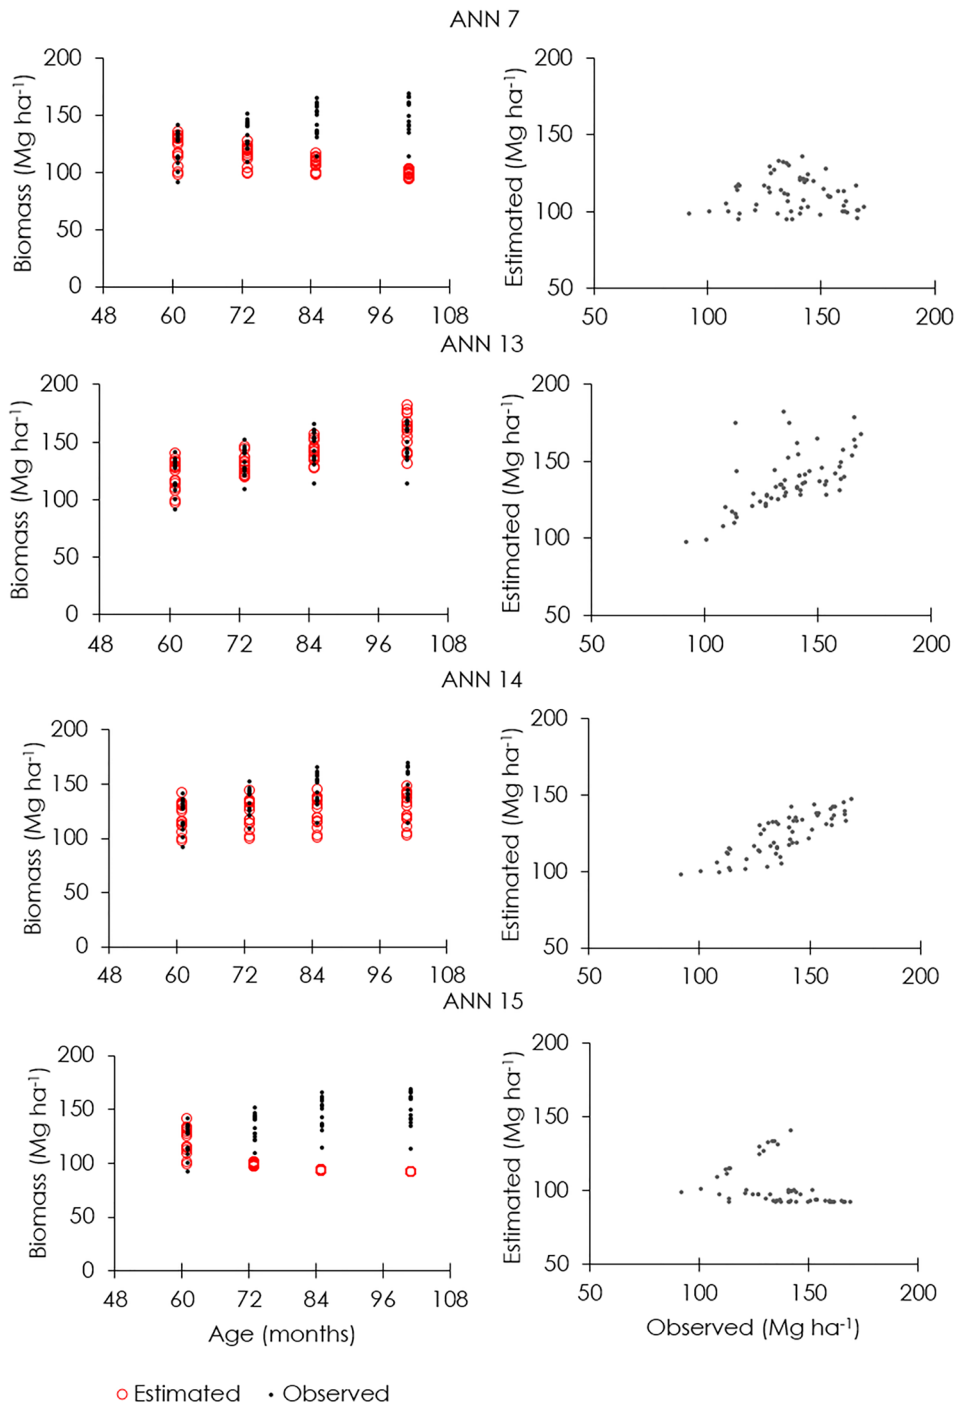 ANN 7
Biomass (Mg ha⁻¹)
200
150
100
50
0
48 60 72 84 96 108
Estimated (Mg ha⁻¹)
200
150
100
50
50 100 150 200
ANN 13
Biomass (Mg ha⁻¹)
200
150
100
50
0
48 60 72 84 96 108
Estimated (Mg ha⁻¹)
200
150
100
50
50 100 150 200
ANN 14
Biomass (Mg ha⁻¹)
200
150
100
50
0
48 60 72 84 96 108
Estimated (Mg ha⁻¹)
200
150
100
50
50 100 150 200
ANN 15
Biomass (Mg ha⁻¹)
200
150
100
50
0
48 60 72 84 96 108
Age (months)
Estimated (Mg ha⁻¹)
200
150
100
50
50 100 150 200
Observed (Mg ha⁻¹)
Estimated Observed